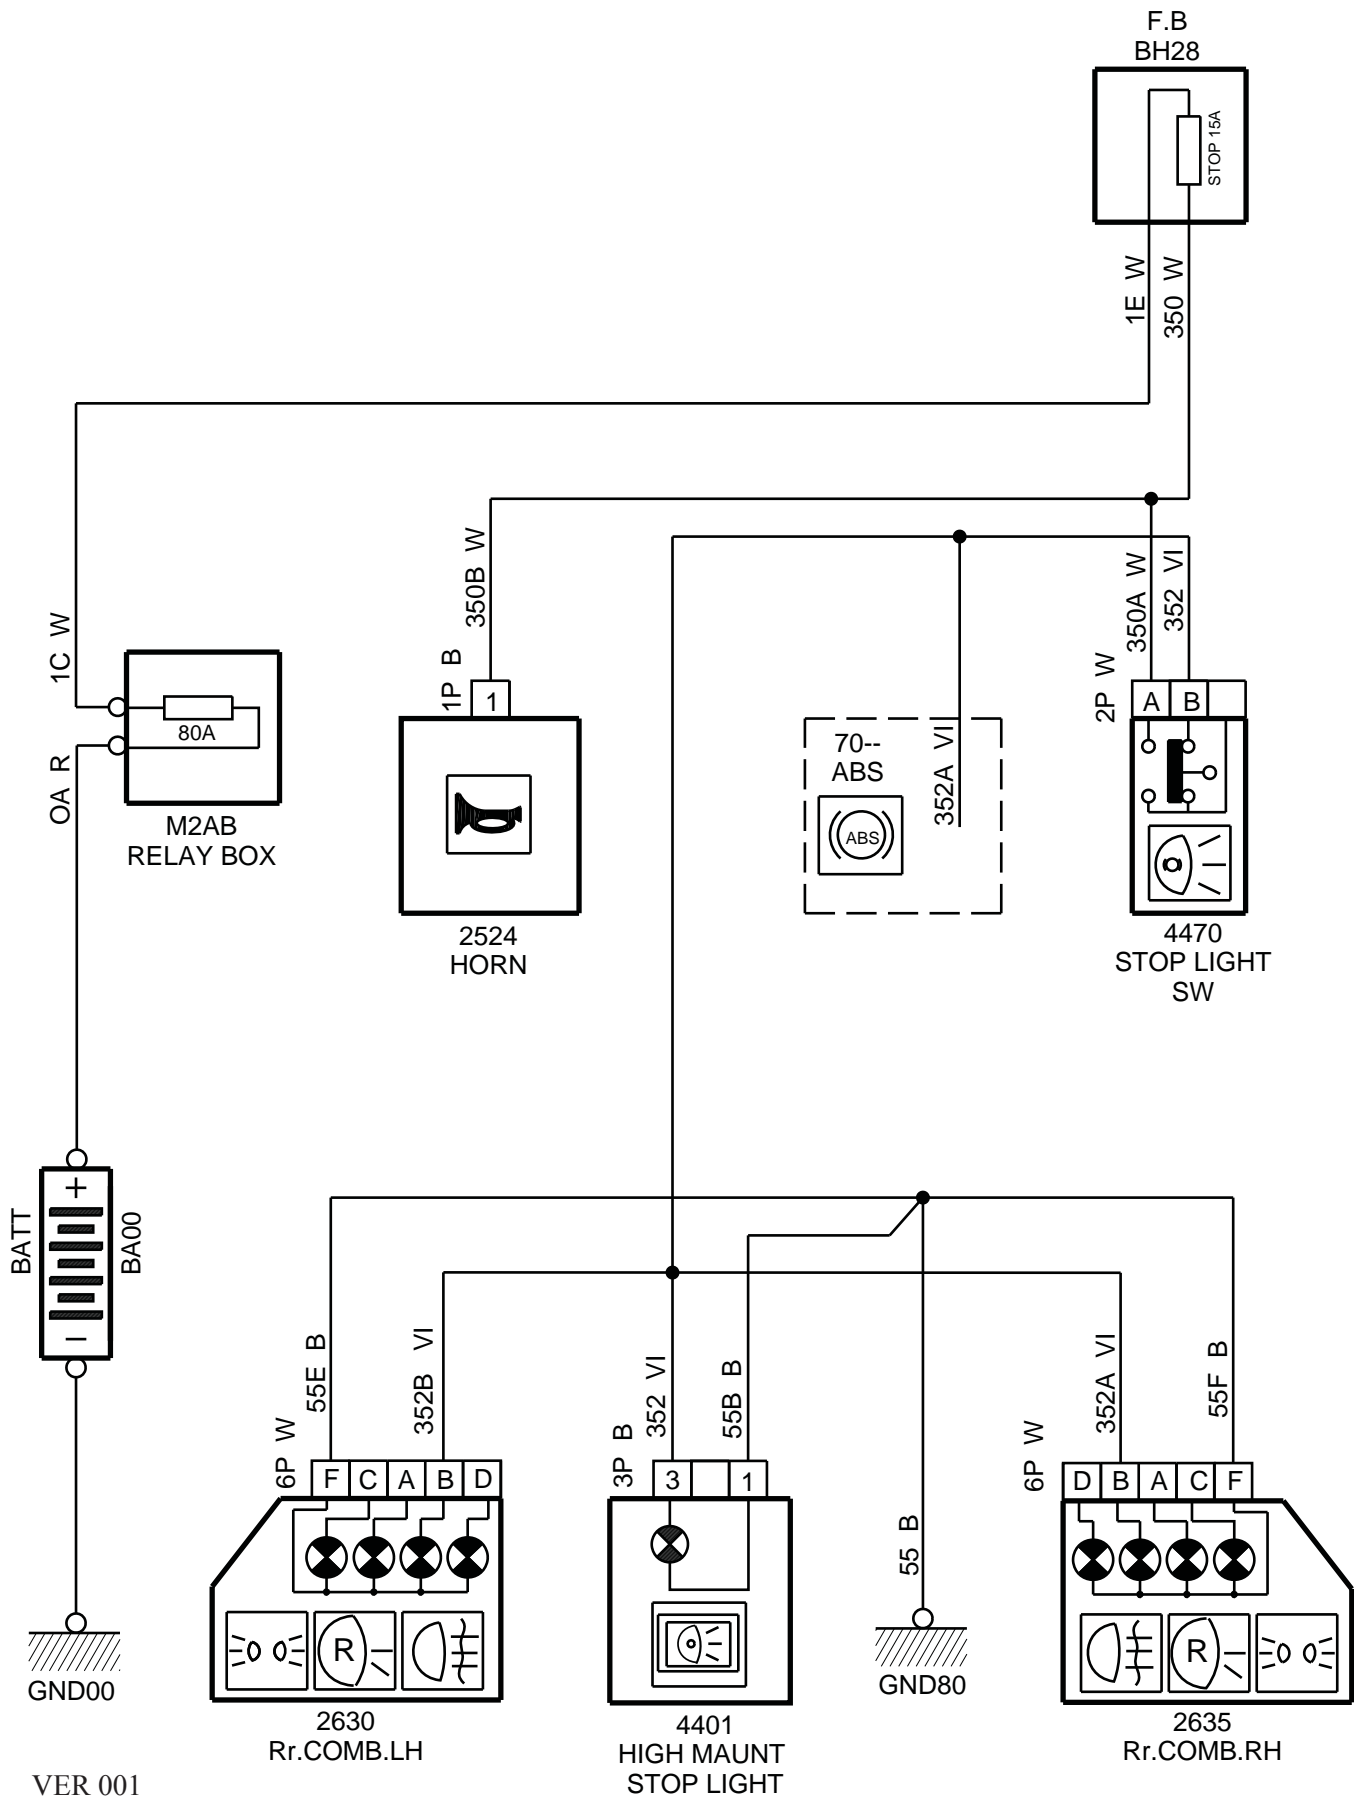 F.B
BH28
STOP 15A
1E W
350 W
350B W
350A W
352 VI
1C W
1P B
2P W
1
A B
80A
OA R
M2AB
RELAY BOX
70--
ABS
352A VI
ABS
2524
HORN
4470
STOP LIGHT
SW
BATT
+
−
BA00
55E B
352B VI
352 VI
55B B
352A VI
55F B
6P W
3P B
6P W
F C A B D
3 1
D B A C F
55 B
R
R
GND00
GND80
2630
Rr.COMB.LH
4401
HIGH MAUNT
STOP LIGHT
2635
Rr.COMB.RH
VER 001